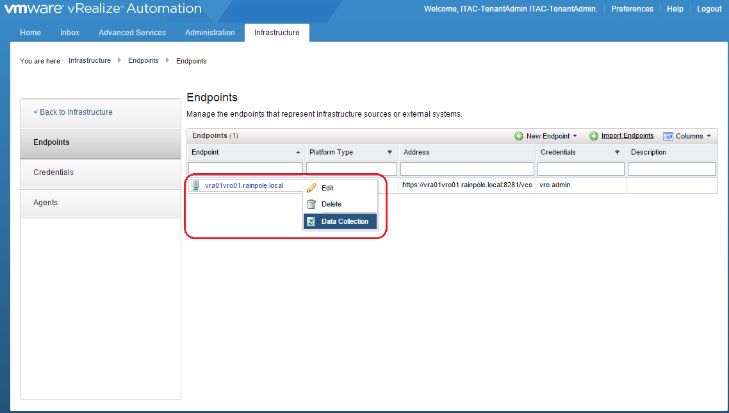 vmware® vRealize™ Automation
Welcome, ITAC-TenantAdmin ITAC-TenantAdmin. Preferences Help Logout
Home Inbox Advanced Services Administration Infrastructure
You are here: Infrastructure Endpoints Endpoints
< Back to Infrastructure
Endpoints
Credentials
Agents
Endpoints
Manage the endpoints that represent infrastructure sources or external systems.
Endpoints (1) New Endpoint Import Endpoints Columns
Endpoint Platform Type Address Credentials Description
vra01vro01.rainpole.local https://vra01vro01.rainpole.local:8281/vco vro admin
Edit
Delete
Data Collection